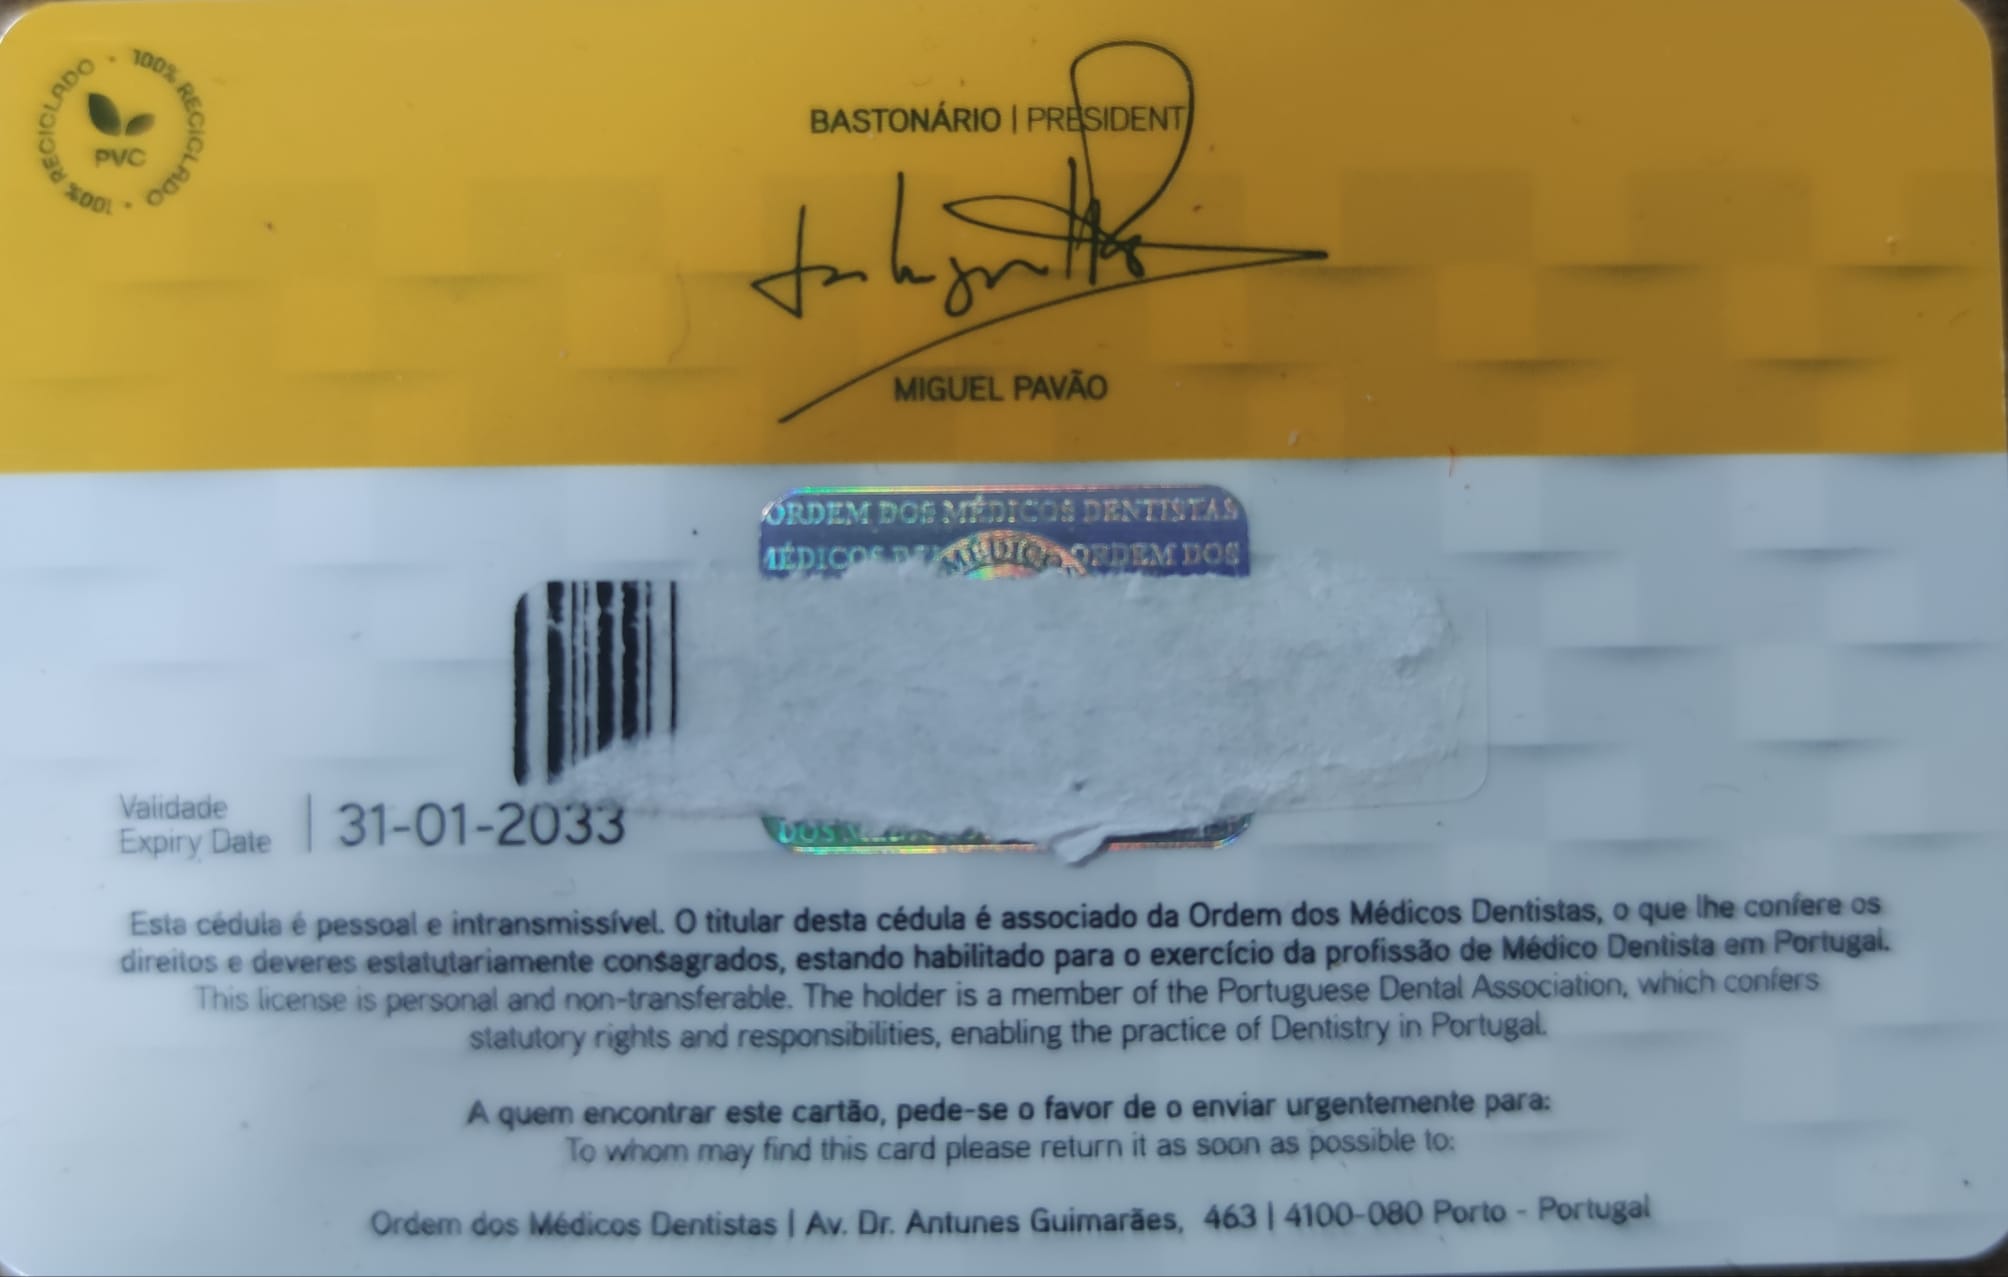 100% RECICLADO • 100% RECICLADO •
PVC
BASTONÁRIO | PRESIDENT
MIGUEL PAVÃO
ORDEM DOS MÉDICOS DENTISTAS
MÉDICO ORDEM DOS
Validade
Expiry Date | 31-01-2033
DOS
Esta cédula é pessoal e intransmissível. O titular desta cédula é associado da Ordem dos Médicos Dentistas, o que lhe confere os
direitos e deveres estatutariamente consagrados, estando habilitado para o exercício da profissão de Médico Dentista em Portugal.
This license is personal and non-transferable. The holder is a member of the Portuguese Dental Association, which confers
statutory rights and responsibilities, enabling the practice of Dentistry in Portugal.
A quem encontrar este cartão, pede-se o favor de o enviar urgentemente para:
To whom may find this card please return it as soon as possible to:
Ordem dos Médicos Dentistas | Av. Dr. Antunes Guimarães, 463 | 4100-080 Porto - Portugal